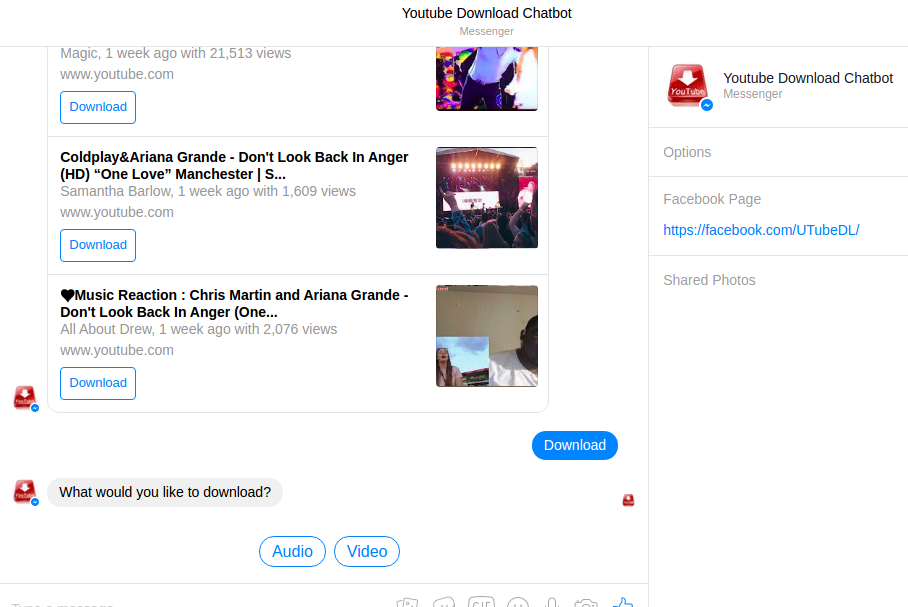 Youtube Download Chatbot
Messenger
Magic, 1 week ago with 21,513 views
www.youtube.com
Download
Coldplay&Ariana Grande - Don't Look Back In Anger
(HD) “One Love” Manchester | S...
Samantha Barlow, 1 week ago with 1,609 views
www.youtube.com
Download
🖤Music Reaction : Chris Martin and Ariana Grande -
Don't Look Back In Anger (One...
All About Drew, 1 week ago with 2,076 views
www.youtube.com
Download
Download
What would you like to download?
Audio
Video
Type a message...
GIF
YouTube
Youtube Download Chatbot
Messenger
Options
Facebook Page
https://facebook.com/UTubeDL/
Shared Photos